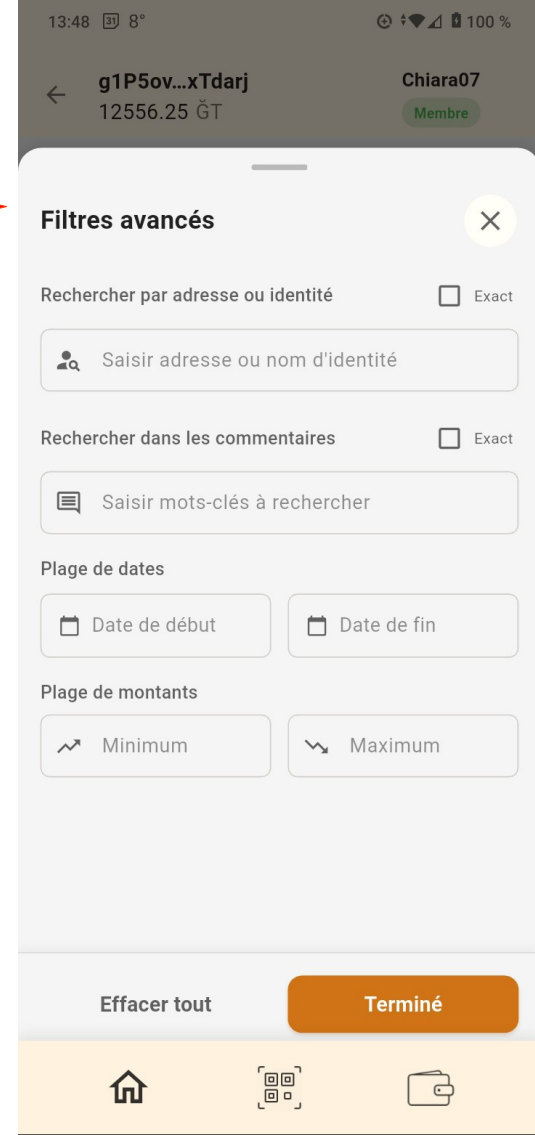 13:48 31 8° 100 %
g1P5ov...xTdarj Chiara07
12556.25 ĞT Membre
Filtres avancés
Rechercher par adresse ou identité Exact
Saisir adresse ou nom d'identité
Rechercher dans les commentaires Exact
Saisir mots-clés à rechercher
Plage de dates
Date de début Date de fin
Plage de montants
Minimum Maximum
Effacer tout Terminé